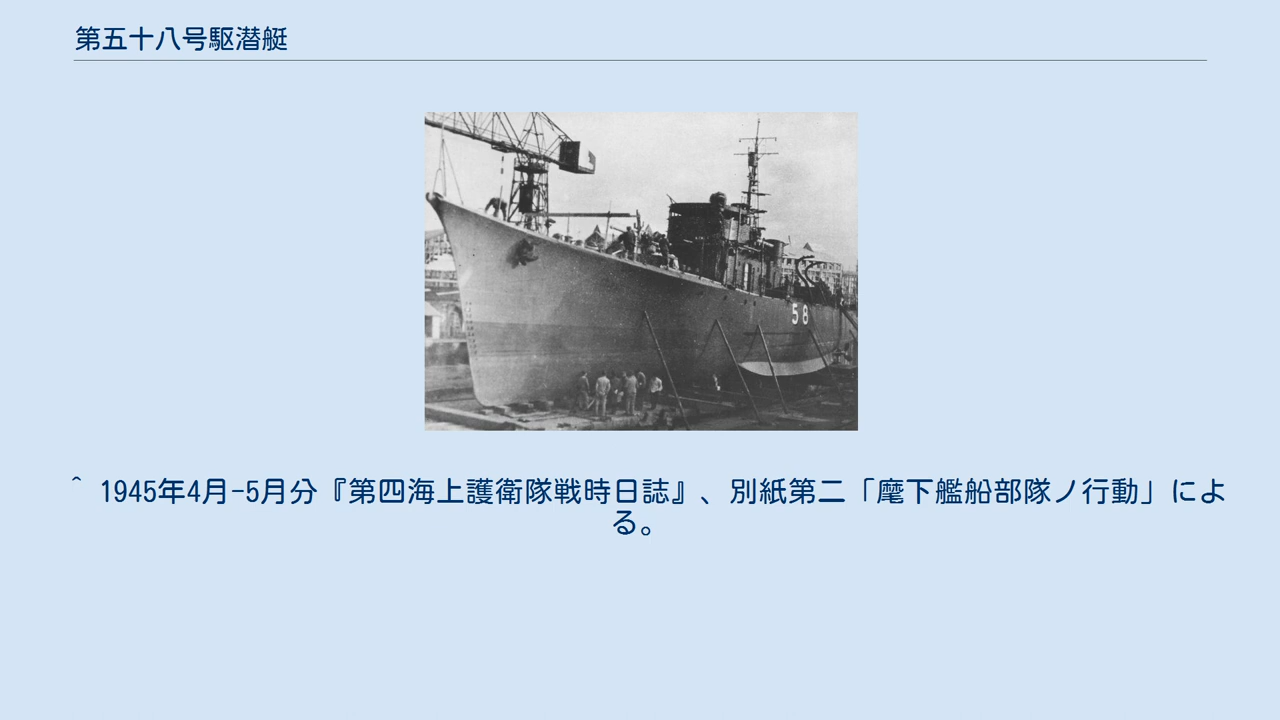 第五十八号駆潜艇
58
^ 1945年4月-5月分『第四海上護衛隊戦時日誌』、別紙第二「麾下艦船部隊ノ行動」によ
る。